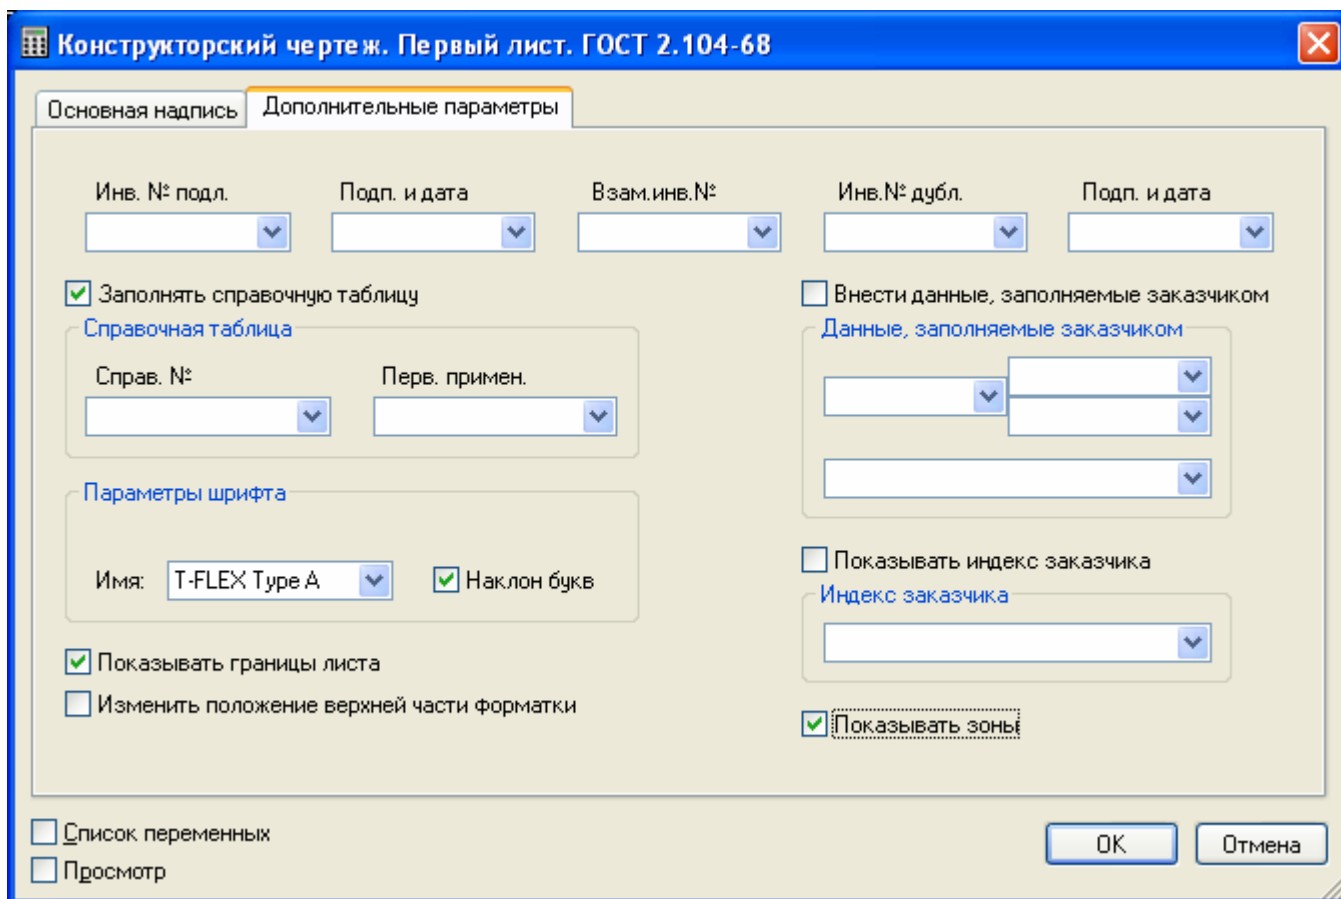 Конструкторский чертеж. Первый лист. ГОСТ 2.104-68
Основная надпись
Дополнительные параметры
Инв. № подл.
Подп. и дата
Взам.инв.№
Инв.№ дубл.
Подп. и дата
Заполнять справочную таблицу
Внести данные, заполняемые заказчиком
Справочная таблица
Данные, заполняемые заказчиком
Справ. №
Перв. примен.
Параметры шрифта
Имя:
T-FLEX Type A
Наклон букв
Показывать индекс заказчика
Индекс заказчика
Показывать границы листа
Изменить положение верхней части форматки
Показывать зоны
Список переменных
Просмотр
OK
Отмена